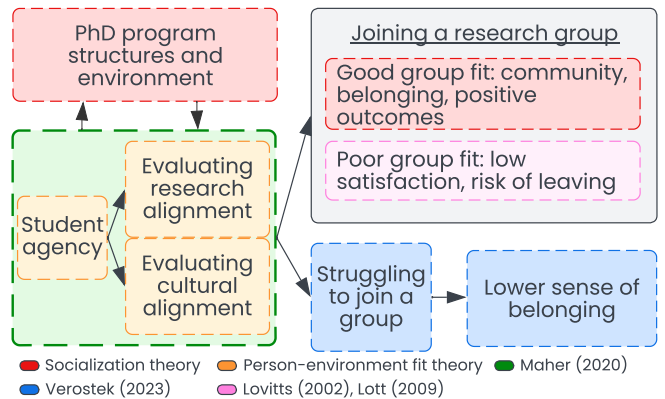 PhD program
structures and
environment
Joining a research group
Good group fit: community,
belonging, positive
outcomes
Poor group fit: low
satisfaction, risk of leaving
Student
agency
Evaluating
research
alignment
Evaluating
cultural
alignment
Struggling
to join a
group
Lower sense of
belonging
Socialization theory
Person-environment fit theory
Maher (2020)
Verostek (2023)
Lovitts (2002), Lott (2009)